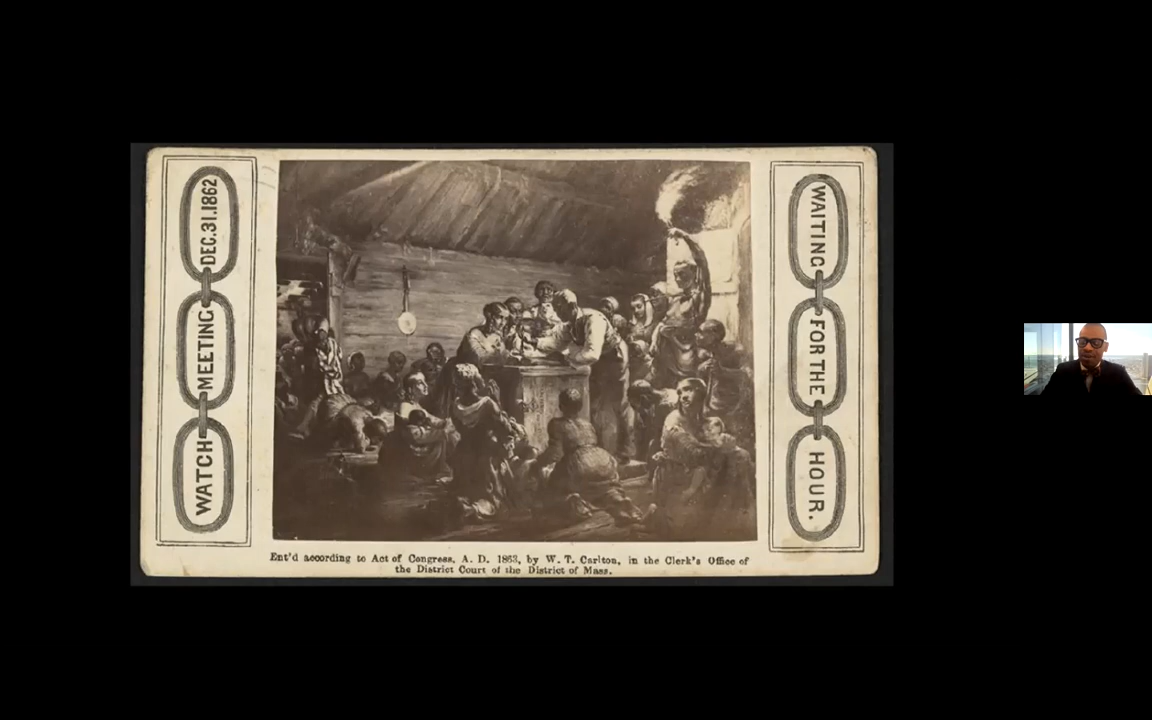 WATCH MEETING DEC.31.1862
WAITING FOR THE HOUR.
Ent'd according to Act of Congress, A. D. 1863, by W. T. Carlton, in the Clerk's Office of
the District Court of the District of Mass.